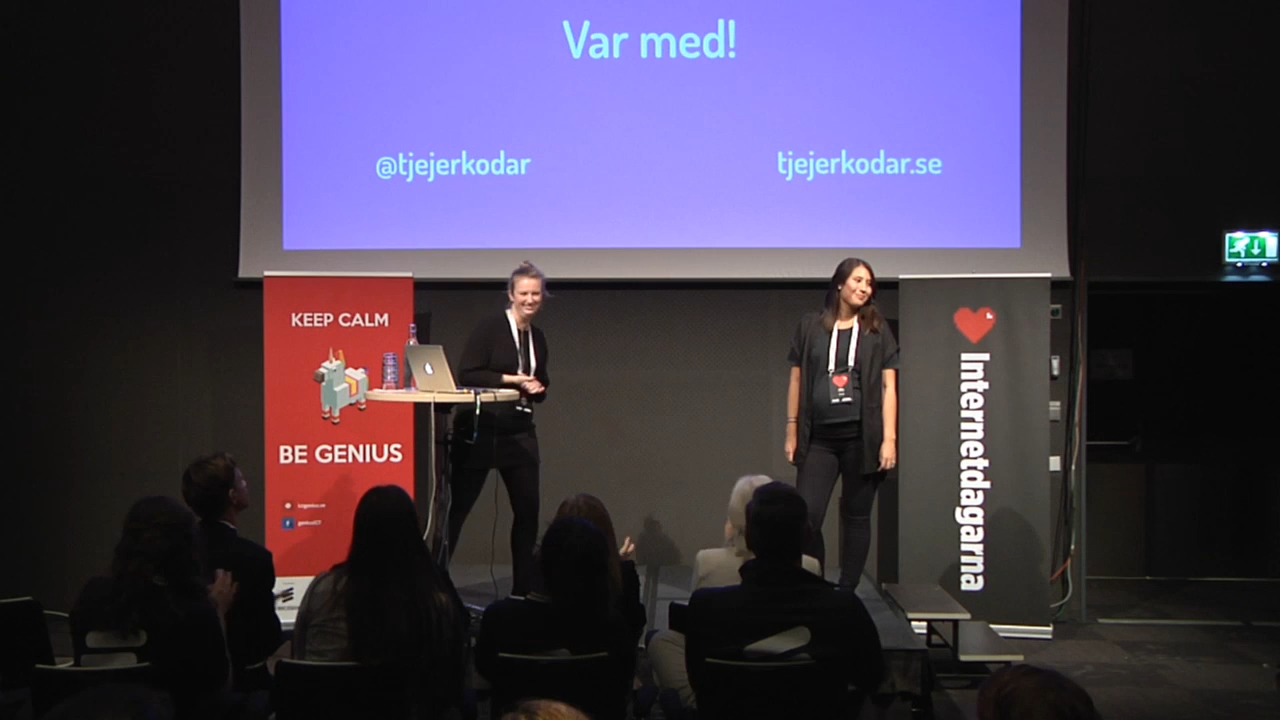 Var med!
@tjejerkodar
tjejerkodar.se
KEEP CALM
BE GENIUS
Internetdagarna